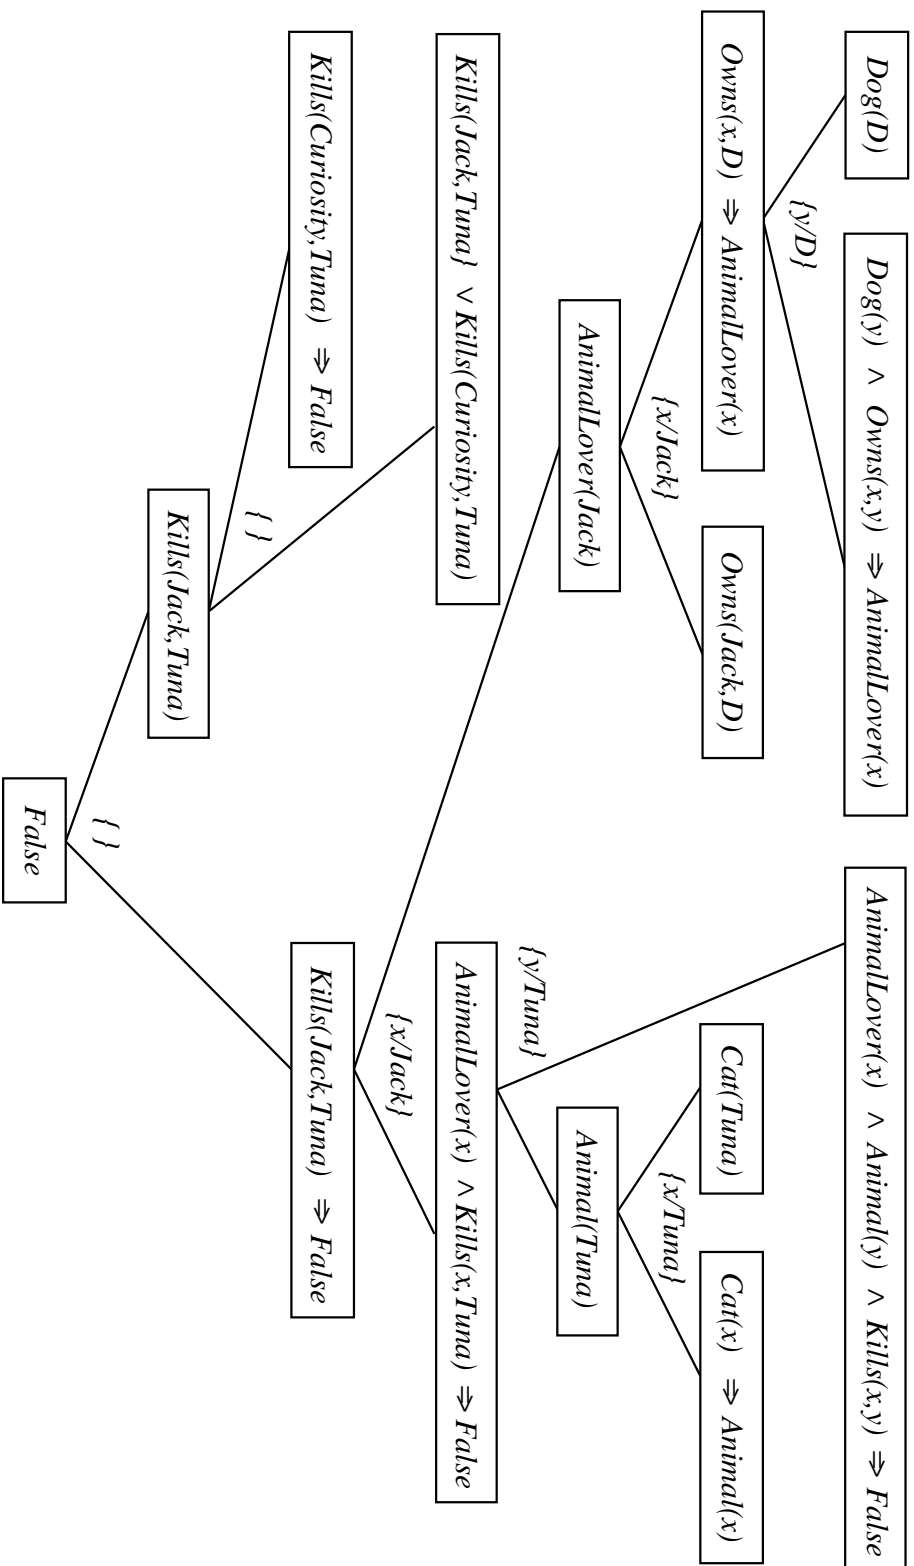 Dog(D)
Dog(y) ∧ Owns(x,y) ⇒ AnimalLover(x)
AnimalLover(x) ∧ Animal(y) ∧ Kills(x,y) ⇒ False
{y/D}
Owns(x,D) ⇒ AnimalLover(x)
Owns(Jack,D)
Cat(Tuna)
Cat(x) ⇒ Animal(x)
{x/Jack}
{x/Tuna}
AnimalLover(Jack)
Animal(Tuna)
{y/Tuna}
Kills(Jack,Tuna} ∨ Kills(Curiosity,Tuna)
AnimalLover(x) ∧ Kills(x,Tuna) ⇒ False
{x/Jack}
Kills(Curiosity,Tuna) ⇒ False
Kills(Jack,Tuna) ⇒ False
{ }
Kills(Jack,Tuna)
{ }
False